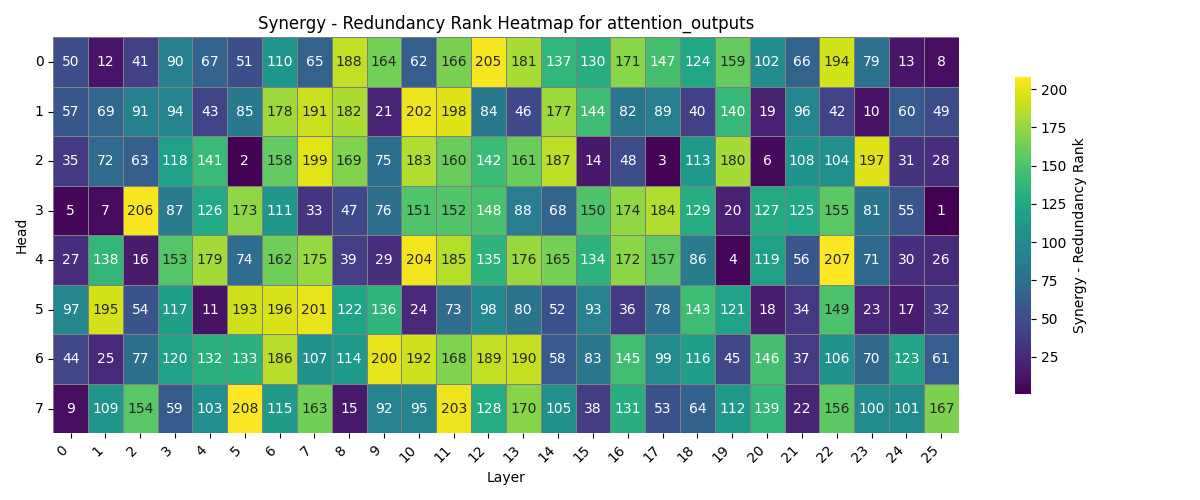 Synergy - Redundancy Rank Heatmap for attention_outputs
0 50 12 41 90 67 51 110 65 188 164 62 166 205 181 137 130 171 147 124 159 102 66 194 79 13 8
1 57 69 91 94 43 85 178 191 182 21 202 198 84 46 177 144 82 89 40 140 19 96 42 10 60 49
2 35 72 63 118 141 2 158 199 169 75 183 160 142 161 187 14 48 3 113 180 6 108 104 197 31 28
3 5 7 206 87 126 173 111 33 47 76 151 152 148 88 68 150 174 184 129 20 127 125 155 81 55 1
4 27 138 16 153 179 74 162 175 39 29 204 185 135 176 165 134 172 157 86 4 119 56 207 71 30 26
5 97 195 54 117 11 193 196 201 122 136 24 73 98 80 52 93 36 78 143 121 18 34 149 23 17 32
6 44 25 77 120 132 133 186 107 114 200 192 168 189 190 58 83 145 99 116 45 146 37 106 70 123 61
7 9 109 154 59 103 208 115 163 15 92 95 203 128 170 105 38 131 53 64 112 139 22 156 100 101 167
0 1 2 3 4 5 6 7 8 9 10 11 12 13 14 15 16 17 18 19 20 21 22 23 24 25
Layer
Head
200
175
150
125
100
75
50
25
Synergy - Redundancy Rank